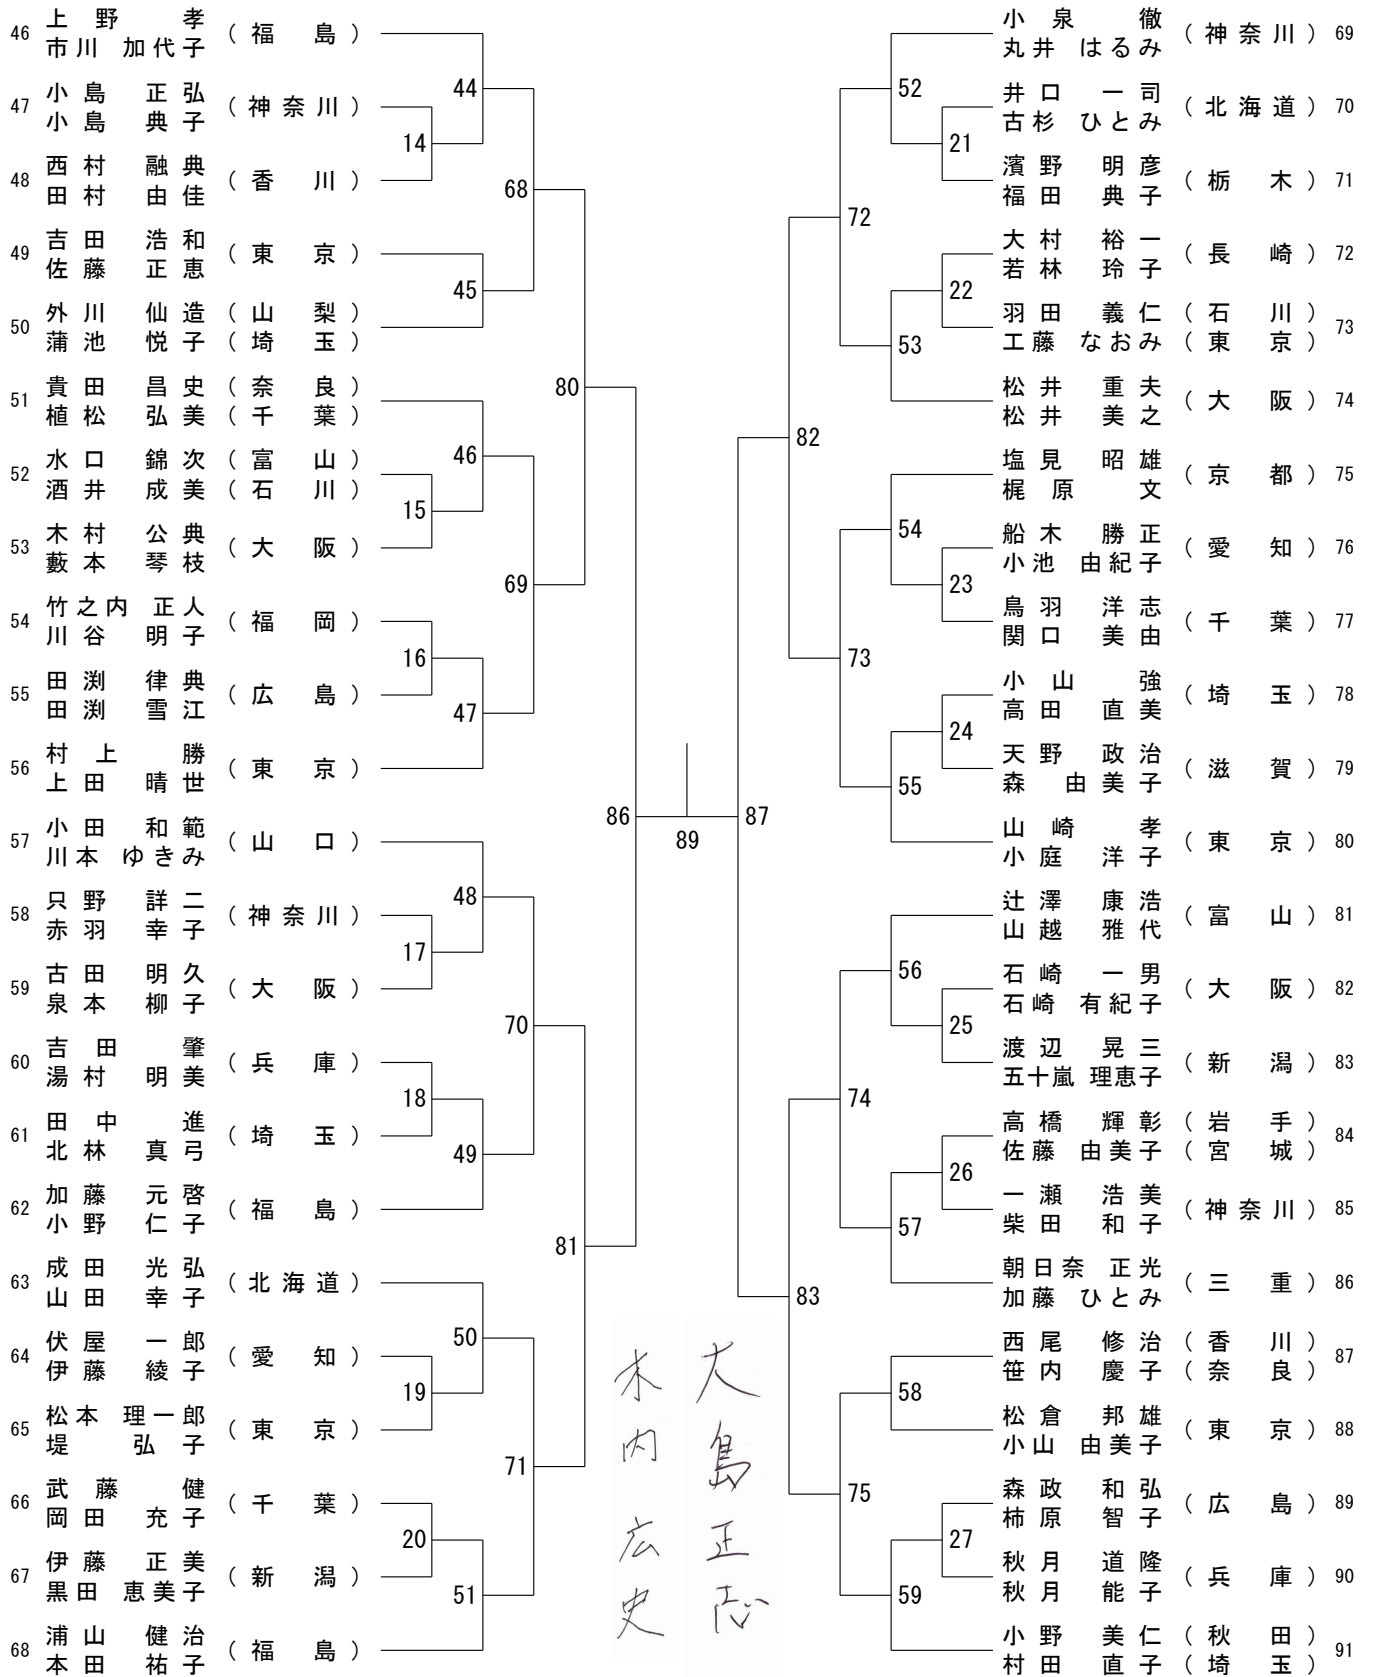 46 上野 孝 (福島)
市川 加代子
47 小島 正弘 (神奈川)
小島 典子
48 西村 融典 (香川)
田村 由佳
49 吉田 浩和 (東京)
佐藤 正恵
50 外川 仙造 (山梨)
蒲池 悦子 (埼玉)
51 貴田 昌史 (奈良)
植松 弘美 (千葉)
52 水口 錦次 (富山)
酒井 成美 (石川)
53 木村 公典 (大阪)
藪本 琴枝
54 竹之内 正人 (福岡)
川谷 明子
55 田渕 律典 (広島)
田渕 雪江
56 村上 勝 (東京)
上田 晴世
57 小田 和範 (山口)
川本 ゆきみ
58 只野 詳二 (神奈川)
赤羽 幸子
59 古田 明久 (大阪)
泉本 柳子
60 吉田 肇 (兵庫)
湯村 明美
61 田中 進 (埼玉)
北林 真弓
62 加藤 元啓 (福島)
小野 仁子
63 成田 光弘 (北海道)
山田 幸子
64 伏屋 一郎 (愛知)
伊藤 綾子
65 松本 理一郎 (東京)
堤 弘子
66 武藤 健 (千葉)
岡田 充子
67 伊藤 正美 (新潟)
黒田 恵美子
68 浦山 健治 (福島)
本田 祐子
14
15
16
17
18
19
20
44
45
46
47
48
49
50
51
68
69
70
71
80
81
86
89
87
82
83
72
73
74
75
52
53
54
55
56
57
58
59
21
22
23
24
25
26
27
大島正志
木内広史
小泉 徹 (神奈川) 69
丸井 はるみ
井口 一司 (北海道) 70
古杉 ひとみ
濱野 明彦 (栃木) 71
福田 典子
大村 裕一 (長崎) 72
若林 玲子
羽田 義仁 (石川) 73
工藤 なおみ (東京)
松井 重夫 (大阪) 74
松井 美之
塩見 昭雄 (京都) 75
梶原 文
船木 勝正 (愛知) 76
小池 由紀子
鳥羽 洋志 (千葉) 77
関口 美由
小山 強 (埼玉) 78
高田 直美
天野 政治 (滋賀) 79
森 由美子
山崎 孝 (東京) 80
小庭 洋子
辻澤 康浩 (富山) 81
山越 雅代
石崎 一男 (大阪) 82
石崎 有紀子
渡辺 晃三 (新潟) 83
五十嵐 理恵子
高橋 輝彰 (岩手) 84
佐藤 由美子 (宮城)
一瀬 浩美 (神奈川) 85
柴田 和子
朝日奈 正光 (三重) 86
加藤 ひとみ
西尾 修治 (香川) 87
笹内 慶子 (奈良)
松倉 邦雄 (東京) 88
小山 由美子
森政 和弘 (広島) 89
柿原 智子
秋月 道隆 (兵庫) 90
秋月 能子
小野 美仁 (秋田) 91
村田 直子 (埼玉)